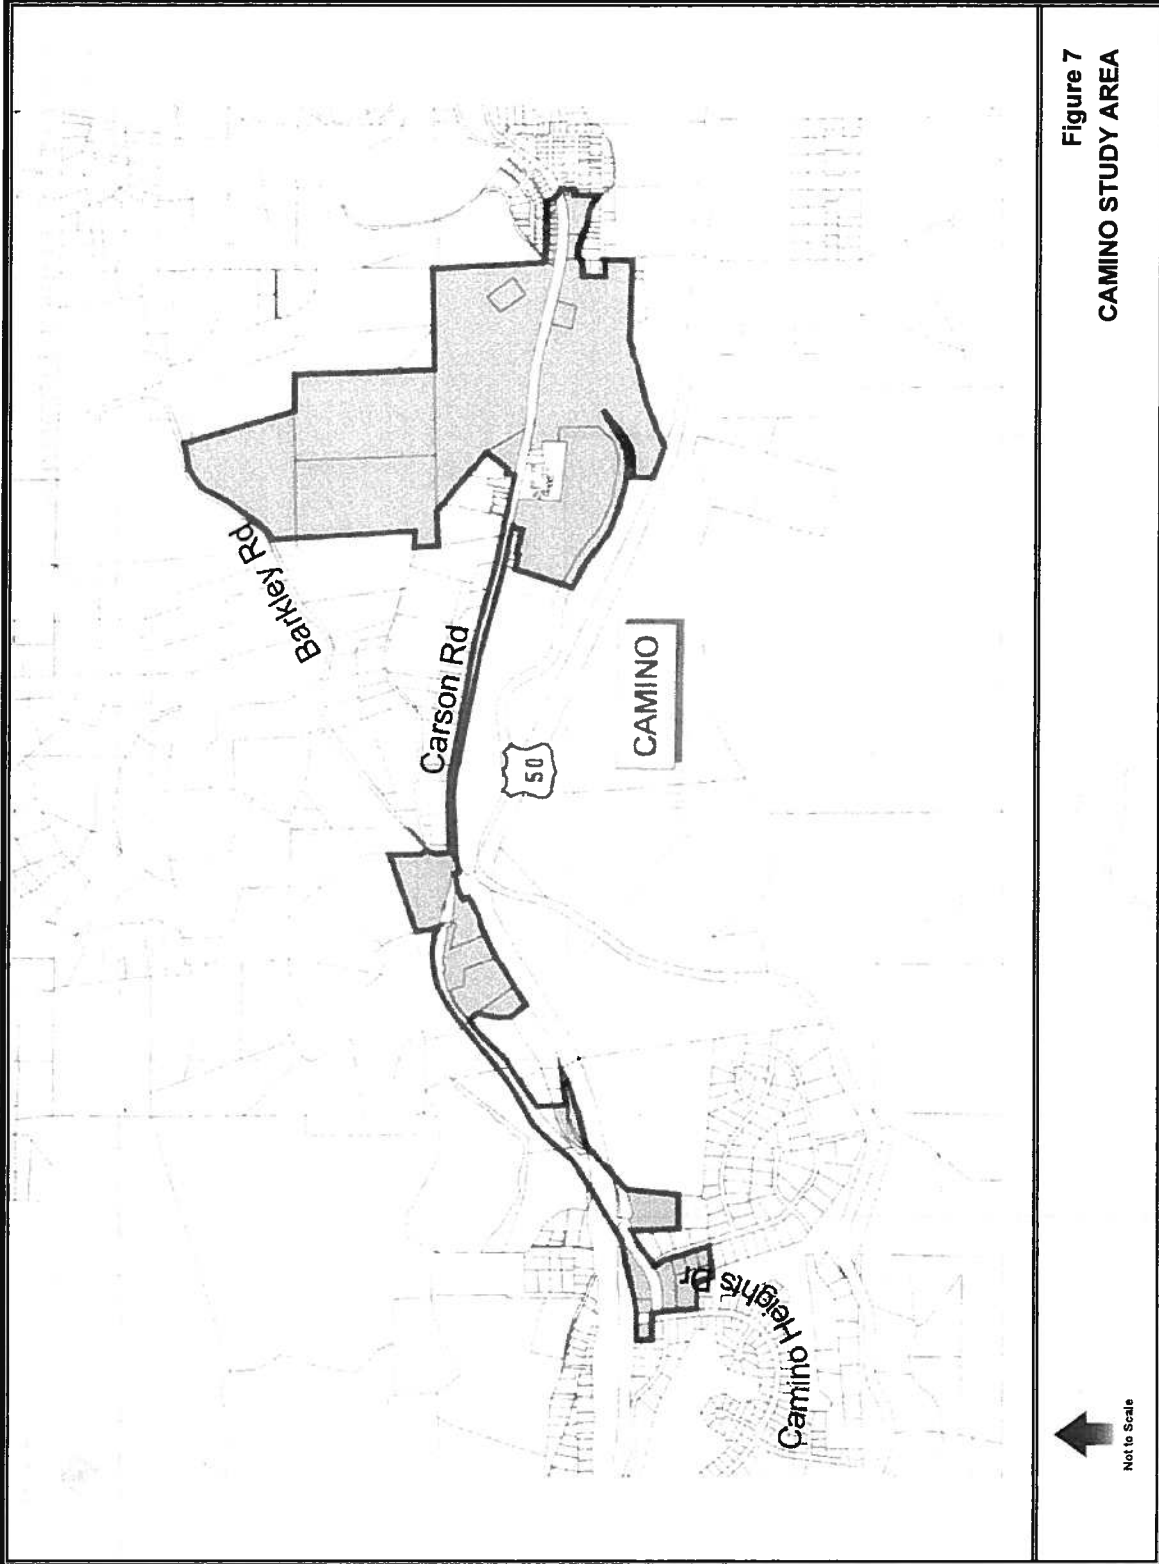 Figure 7
CAMINO STUDY AREA
Barkley Rd
Carson Rd
50
CAMINO
Camino Heights Dr
Not to Scale